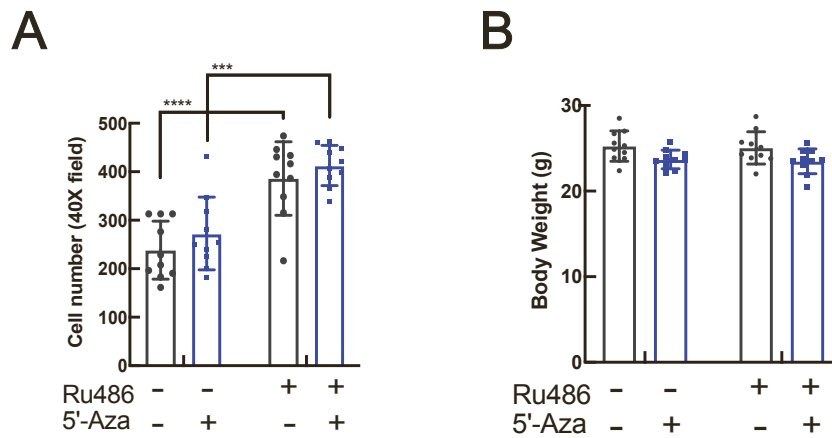 A
B
***
****
500
400
300
200
100
0
Cell number (40X field)
Ru486 - - + +
5'-Aza - + - +
30
20
10
0
Body Weight (g)
Ru486 - - + +
5'-Aza - + - +